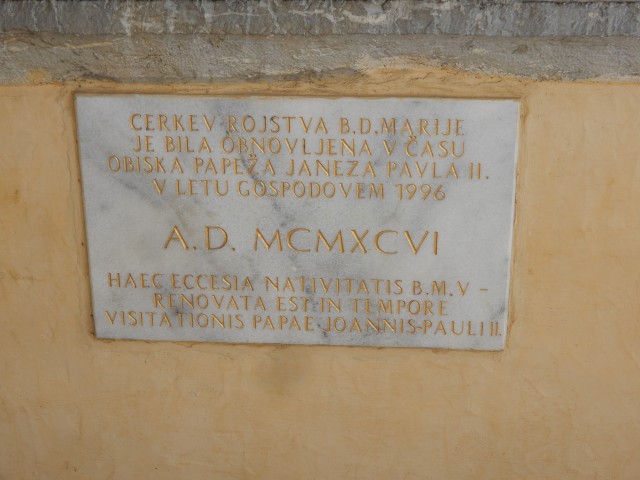 CERKEV ROJSTVA B.D.MARIJE
JE BILA OBNOVLJENA V ČASU
OBISKA PAPEŽA JANEZA PAVLA II.
V LETU GOSPODOVEM 1996
A.D. MCMXCVI
HAEC ECCESIA NATIVITATIS B.M.V –
RENOVATA EST IN TEMPORE
VISITATIONIS PAPAE JOANNIS-PAULI II.